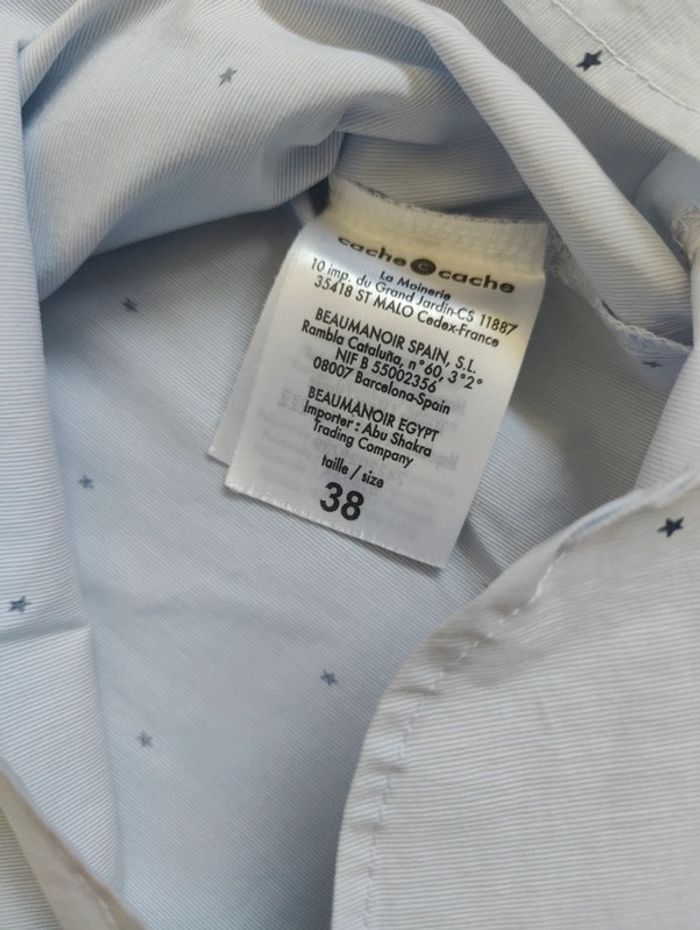 cache c cache
La Moinerie
10 imp. du Grand Jardin-CS 11887
35418 ST MALO Cedex-France
BEAUMANOIR SPAIN, S.L.
Rambla Cataluña, n°60, 3°2°
NIF B 55002356
08007 Barcelona-Spain
BEAUMANOIR EGYPT
Importer : Abu Shakra
Trading Company
taille / size
38